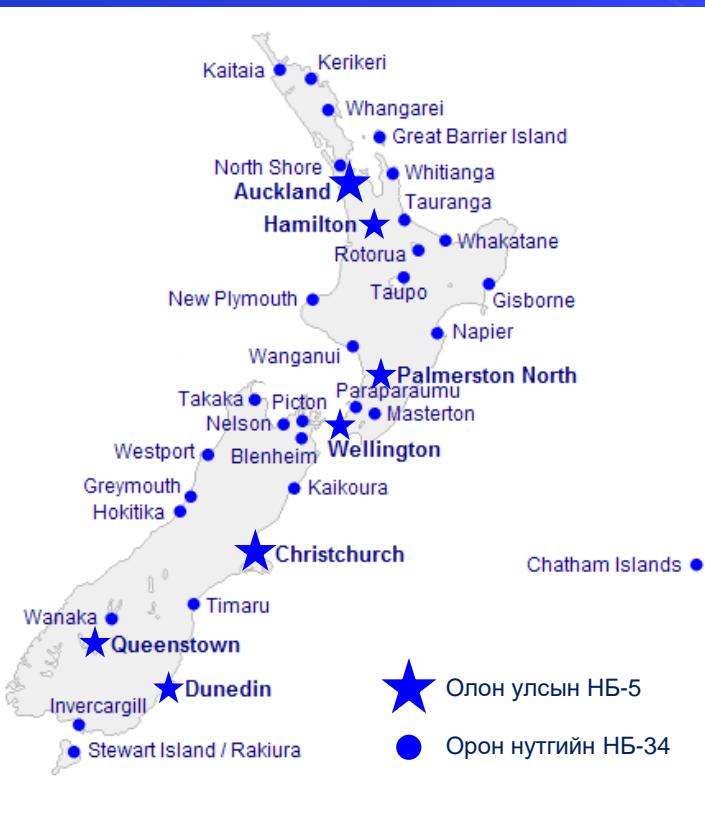 Kerikeri
Kaitaia
Whangarei
Great Barrier Island
North Shore
Whitianga
Auckland
Tauranga
Hamilton
Whakatane
Rotorua
Taupo
New Plymouth
Gisborne
Napier
Wanganui
Palmerston North
Paraparaumu
Takaka
Picton
Masterton
Nelson
Wellington
Westport
Blenheim
Greymouth
Kaikoura
Hokitika
Christchurch
Chatham Islands
Timaru
Wanaka
Queenstown
Dunedin
Олон улсын НБ-5
Invercargill
Орон нутгийн НБ-34
Stewart Island / Rakiura